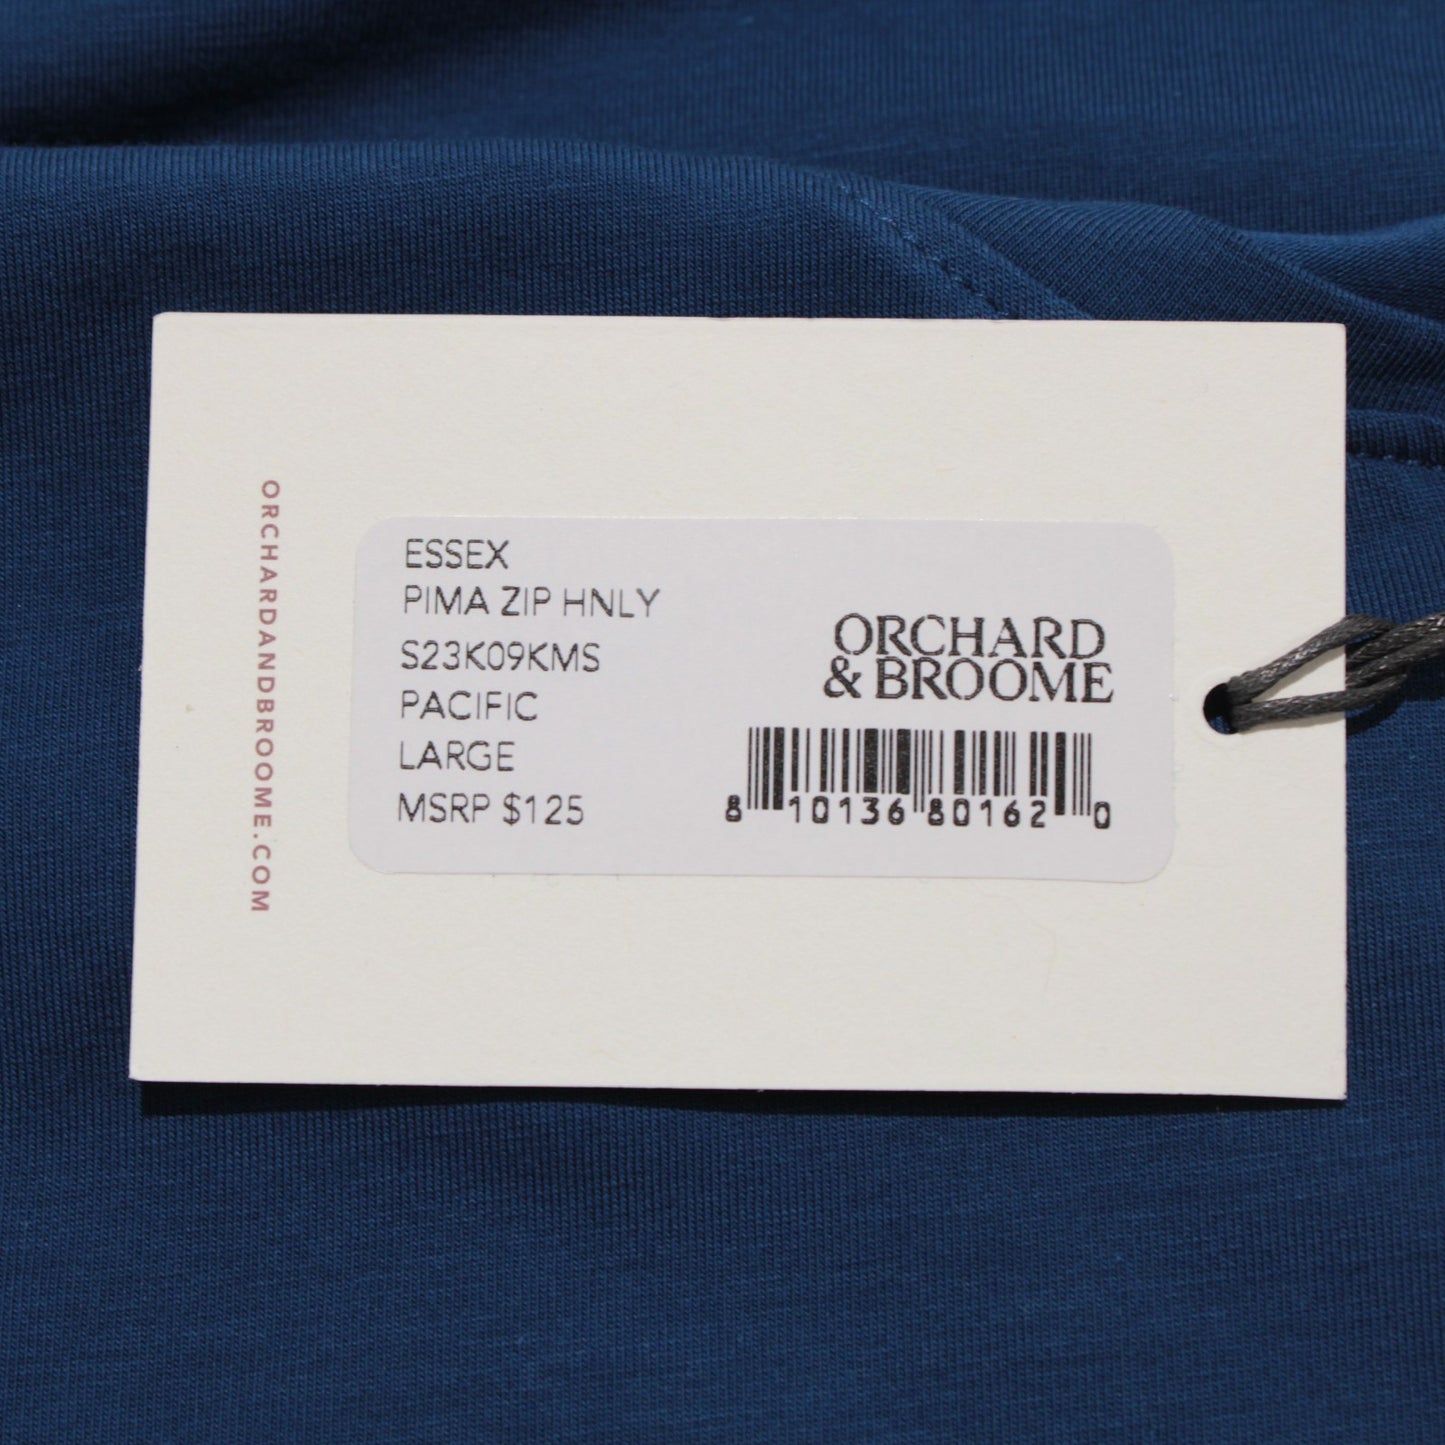 ORCHARDANDBROOME.COM
ESSEX
PIMA ZIP HNLY
S23K09KMS
PACIFIC
LARGE
MSRP $125
ORCHARD
& BROOME
8 10136 80162 0